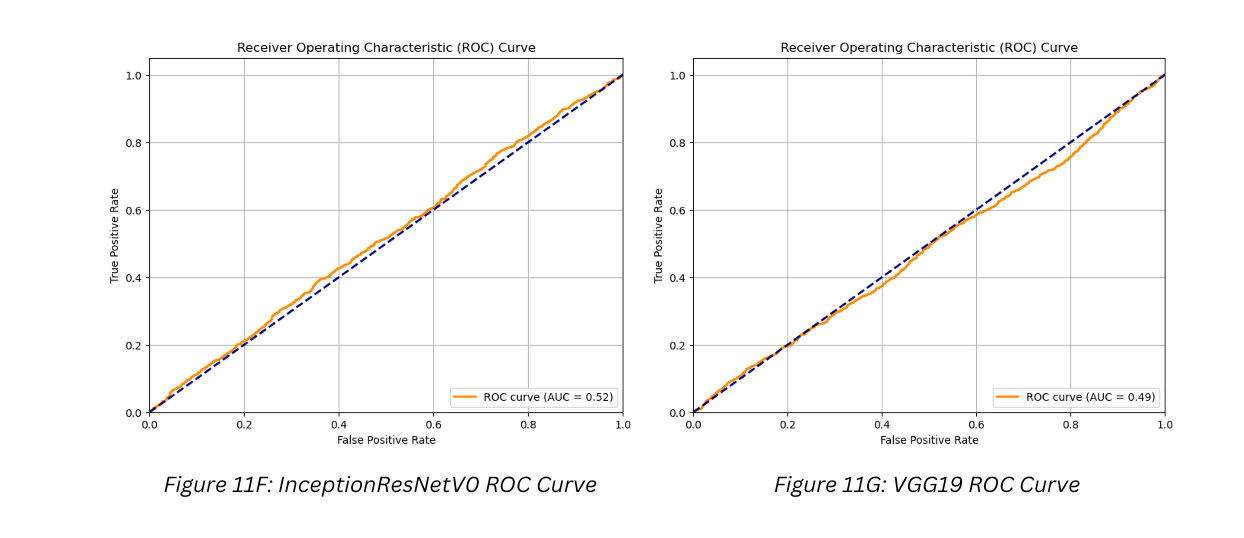 Receiver Operating Characteristic (ROC) Curve
1.0
0.8
0.6
0.4
0.2
0.0
True Positive Rate
ROC curve (AUC = 0.52)
0.0 0.2 0.4 0.6 0.8 1.0
False Positive Rate
Figure 11F: InceptionResNetV0 ROC Curve
Receiver Operating Characteristic (ROC) Curve
1.0
0.8
0.6
0.4
0.2
0.0
True Positive Rate
ROC curve (AUC = 0.49)
0.0 0.2 0.4 0.6 0.8 1.0
False Positive Rate
Figure 11G: VGG19 ROC Curve